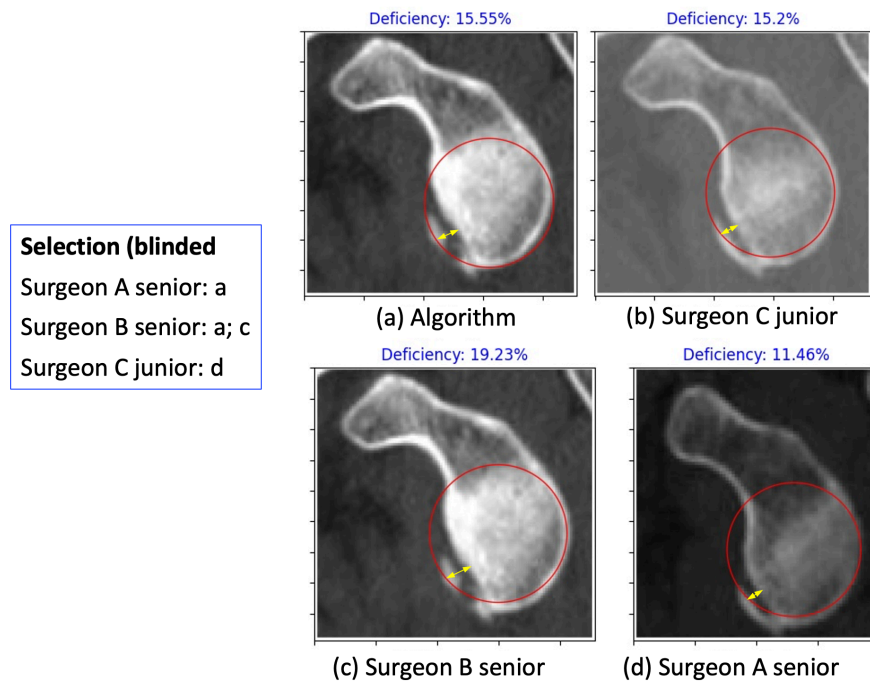 Deficiency: 15.55%
Deficiency: 15.2%
Selection (blinded
Surgeon A senior: a
Surgeon B senior: a; c
Surgeon C junior: d
(a) Algorithm
(b) Surgeon C junior
Deficiency: 19.23%
Deficiency: 11.46%
(c) Surgeon B senior
(d) Surgeon A senior